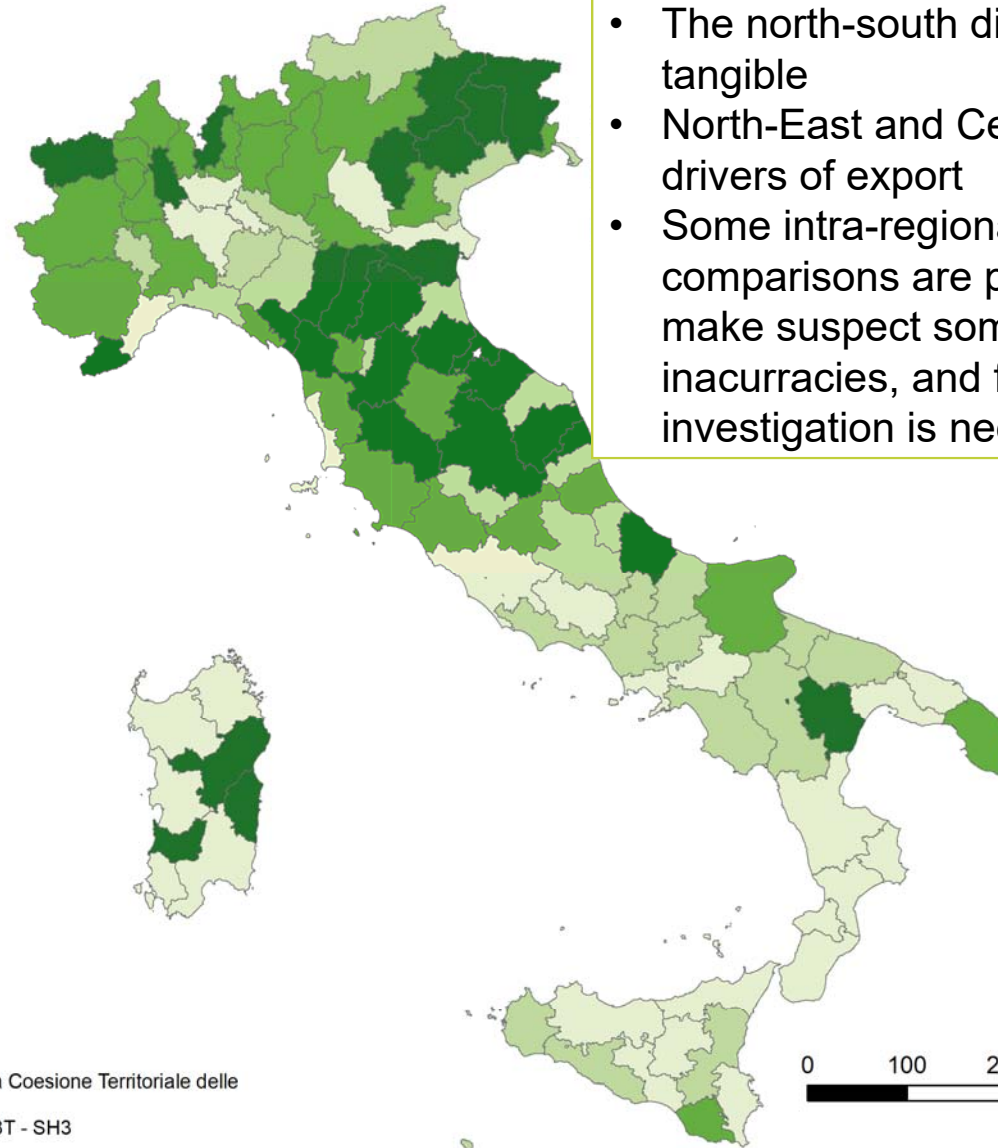 • The north-south di
tangible
• North-East and Ce
drivers of export
• Some intra-regiona
comparisons are p
make suspect som
inacurracies, and f
investigation is nec
a Coesione Territoriale delle
3T - SH3
0 100 2